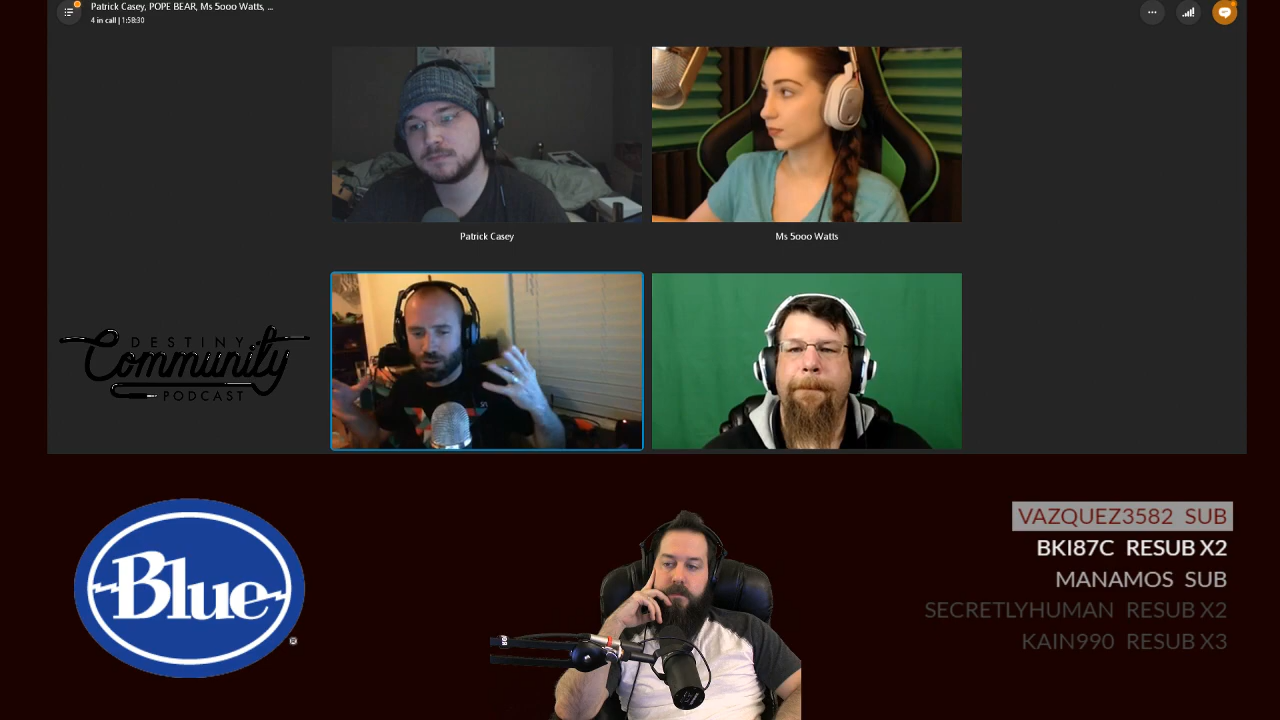 Patrick Casey, POPE BEAR, Ms 5ooo Watts, ...
4 in call | 1:58:30
Patrick Casey
Ms 5ooo Watts
DESTINY
Community
PODCAST
Blue
VAZQUEZ3582 SUB
BKI87C RESUB X2
MANAMOS SUB
SECRETLYHUMAN RESUB X2
KAIN990 RESUB X3